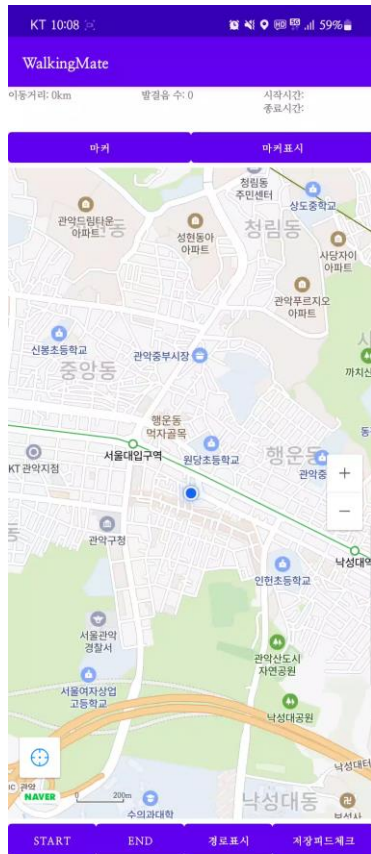 KT 10:08 59%
WalkingMate
이동거리: 0km 발걸음 수: 0 시작시간:
종료시간:
마커 마커표시
청림동
주민센터
상도중학교
관악드림타운
아파트
성현동아
아파트
청림동
사당자이
아파트
관악푸르지오
아파트
신봉초등학교
관악중부시장
까치산
중앙동
행운동
먹자골목
서울대입구역
원당초등학교
행운동
KT관악지점
관악중
+
−
관악구청
낙성대역
인헌초등학교
서울관악
경찰서
관악산도시
자연공원
서울여자상업
고등학교
낙성대공원
낙성대터
관악
NAVER
0 200m
수의과대학
낙성대동
START END 경로표시 저장피드체크